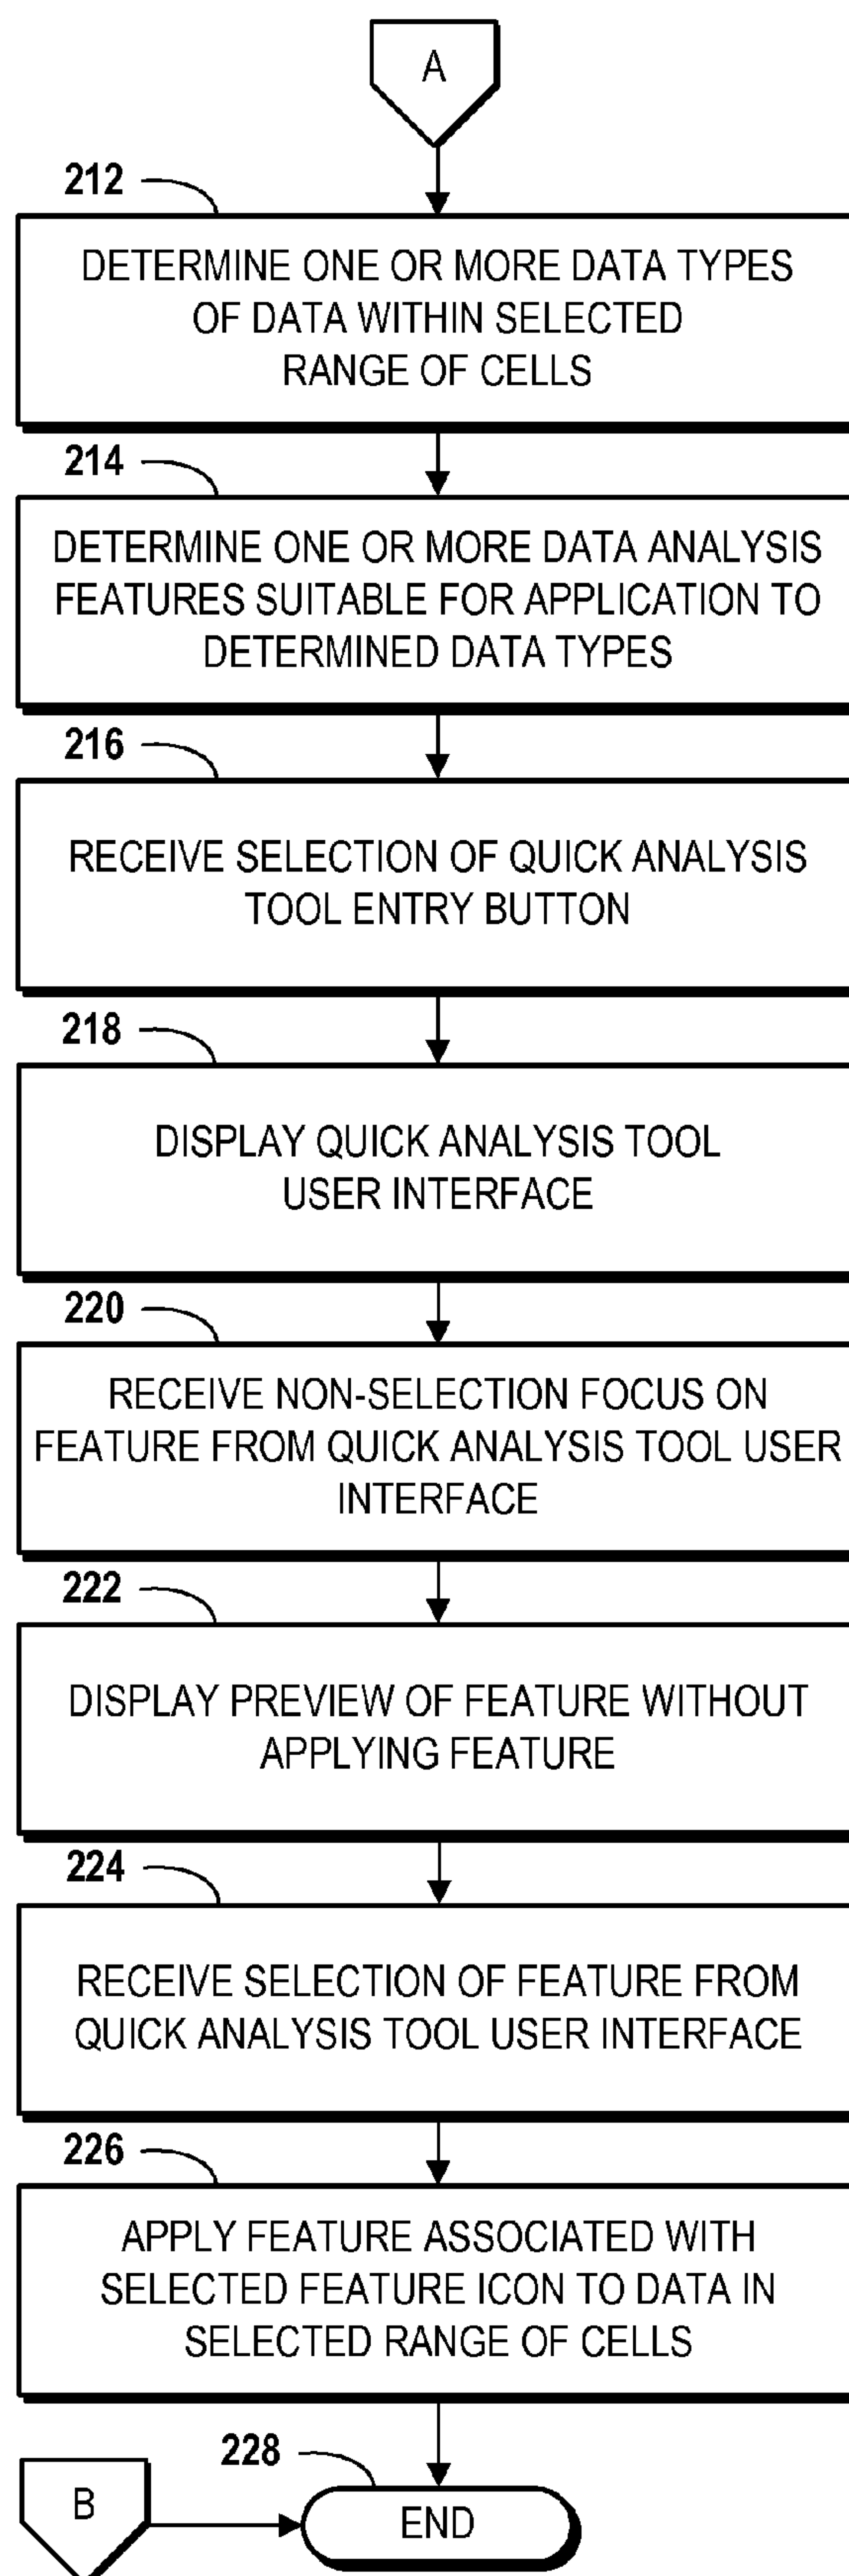 A
212
DETERMINE ONE OR MORE DATA TYPES
OF DATA WITHIN SELECTED
RANGE OF CELLS
214
DETERMINE ONE OR MORE DATA ANALYSIS
FEATURES SUITABLE FOR APPLICATION TO
DETERMINED DATA TYPES
216
RECEIVE SELECTION OF QUICK ANALYSIS
TOOL ENTRY BUTTON
218
DISPLAY QUICK ANALYSIS TOOL
USER INTERFACE
220
RECEIVE NON-SELECTION FOCUS ON
FEATURE FROM QUICK ANALYSIS TOOL USER
INTERFACE
222
DISPLAY PREVIEW OF FEATURE WITHOUT
APPLYING FEATURE
224
RECEIVE SELECTION OF FEATURE FROM
QUICK ANALYSIS TOOL USER INTERFACE
226
APPLY FEATURE ASSOCIATED WITH
SELECTED FEATURE ICON TO DATA IN
SELECTED RANGE OF CELLS
228
B
END